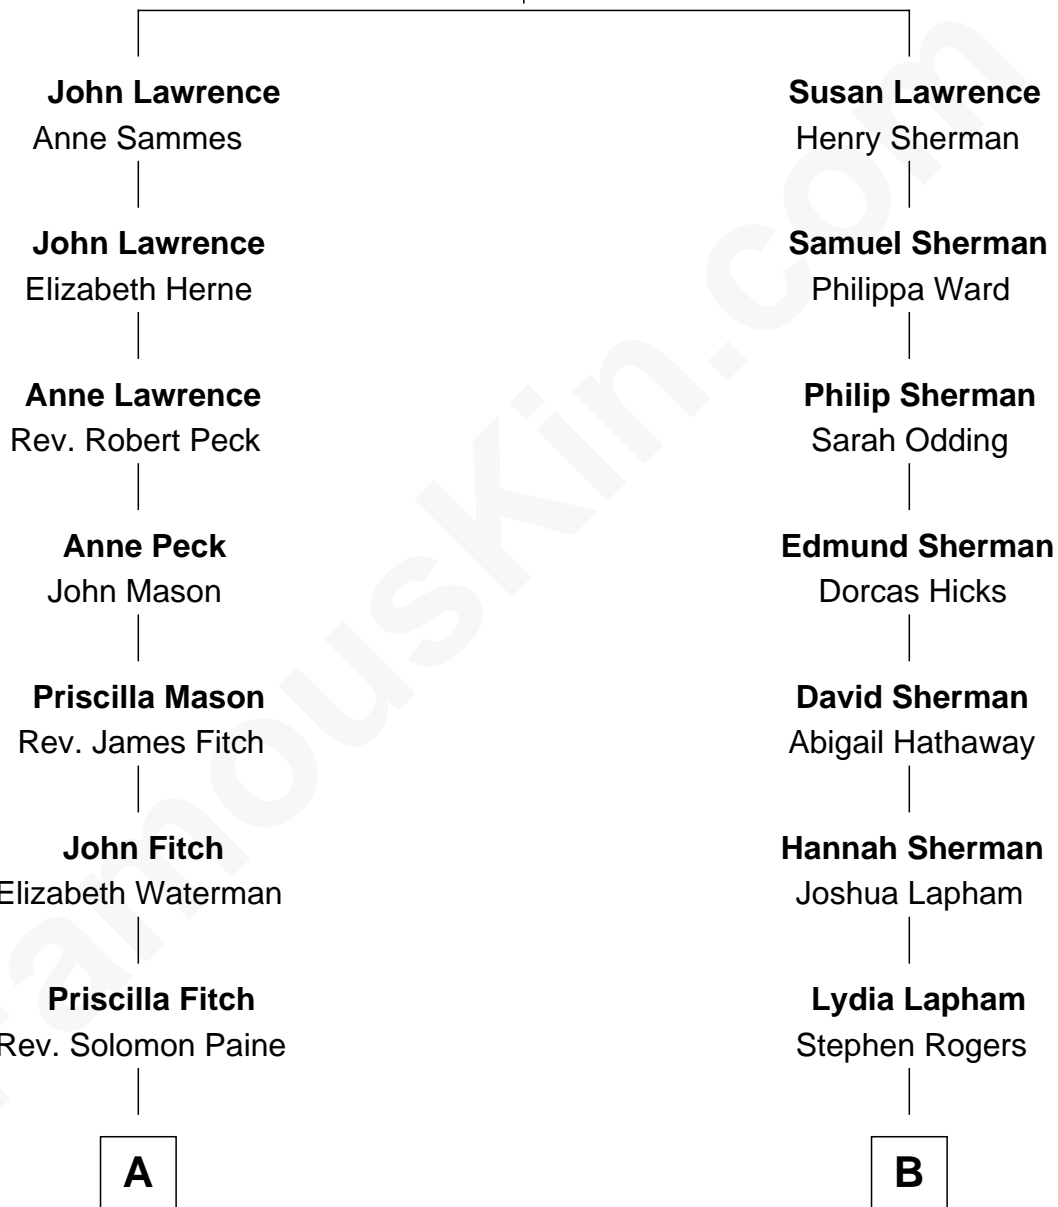 John Lawrence
Anne Sammes
John Lawrence
Elizabeth Herne
Anne Lawrence
Rev. Robert Peck
Anne Peck
John Mason
Priscilla Mason
Rev. James Fitch
John Fitch
Elizabeth Waterman
Priscilla Fitch
Rev. Solomon Paine
A
Susan Lawrence
Henry Sherman
Samuel Sherman
Philippa Ward
Philip Sherman
Sarah Odding
Edmund Sherman
Dorcas Hicks
David Sherman
Abigail Hathaway
Hannah Sherman
Joshua Lapham
Lydia Lapham
Stephen Rogers
B
FamousKin.com